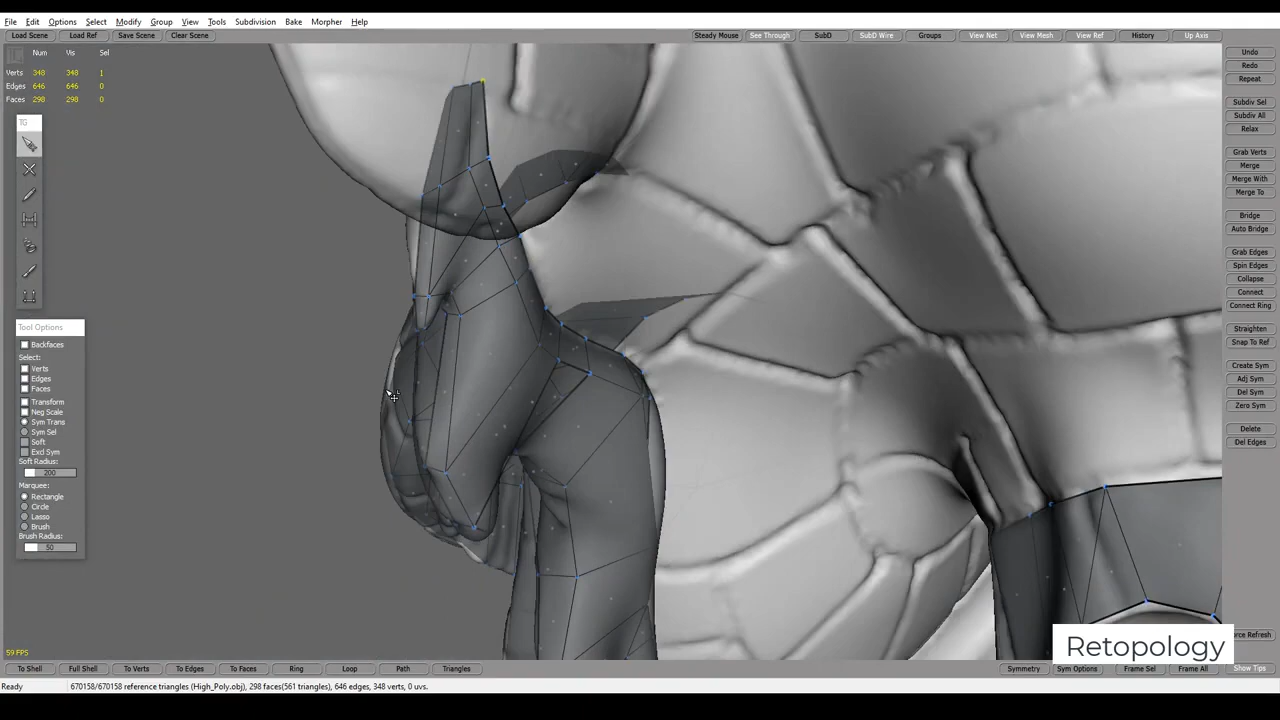 File Edit Options Select Modify Group View Tools Subdivision Bake Morpher Help
Load Scene Load Ref Save Scene Clear Scene Steady Mouse See Through SubD SubD Wire Groups View Net View Mesh View Ref History Up Axis
Num Vis Sel
Verts 348 348 1
Edges 646 646 0
Faces 298 298 0
TG
Tool Options
Backfaces
Select:
Verts
Edges
Faces
Transform
Neg Scale
Sym Trans
Sym Sel
Soft
Excl Sym
Soft Radius:
200
Marquee:
Rectangle
Circle
Lasso
Brush
Brush Radius:
50
Undo
Redo
Repeat
Subdiv Sel
Subdiv All
Relax
Grab Verts
Merge
Merge With
Merge To
Bridge
Auto Bridge
Grab Edges
Spin Edges
Collapse
Connect
Connect Ring
Straighten
Snap To Ref
Create Sym
Adj Sym
Del Sym
Zero Sym
Delete
Del Edges
orce Refresh
Retopology
59 FPS
To Shell Full Shell To Verts To Edges To Faces Ring Loop Path Triangles Symmetry Sym Options Frame Sel Frame All Show Tips
Ready 670158/670158 reference triangles (High_Poly.obj), 298 faces(561 triangles), 646 edges, 348 verts, 0 uvs.